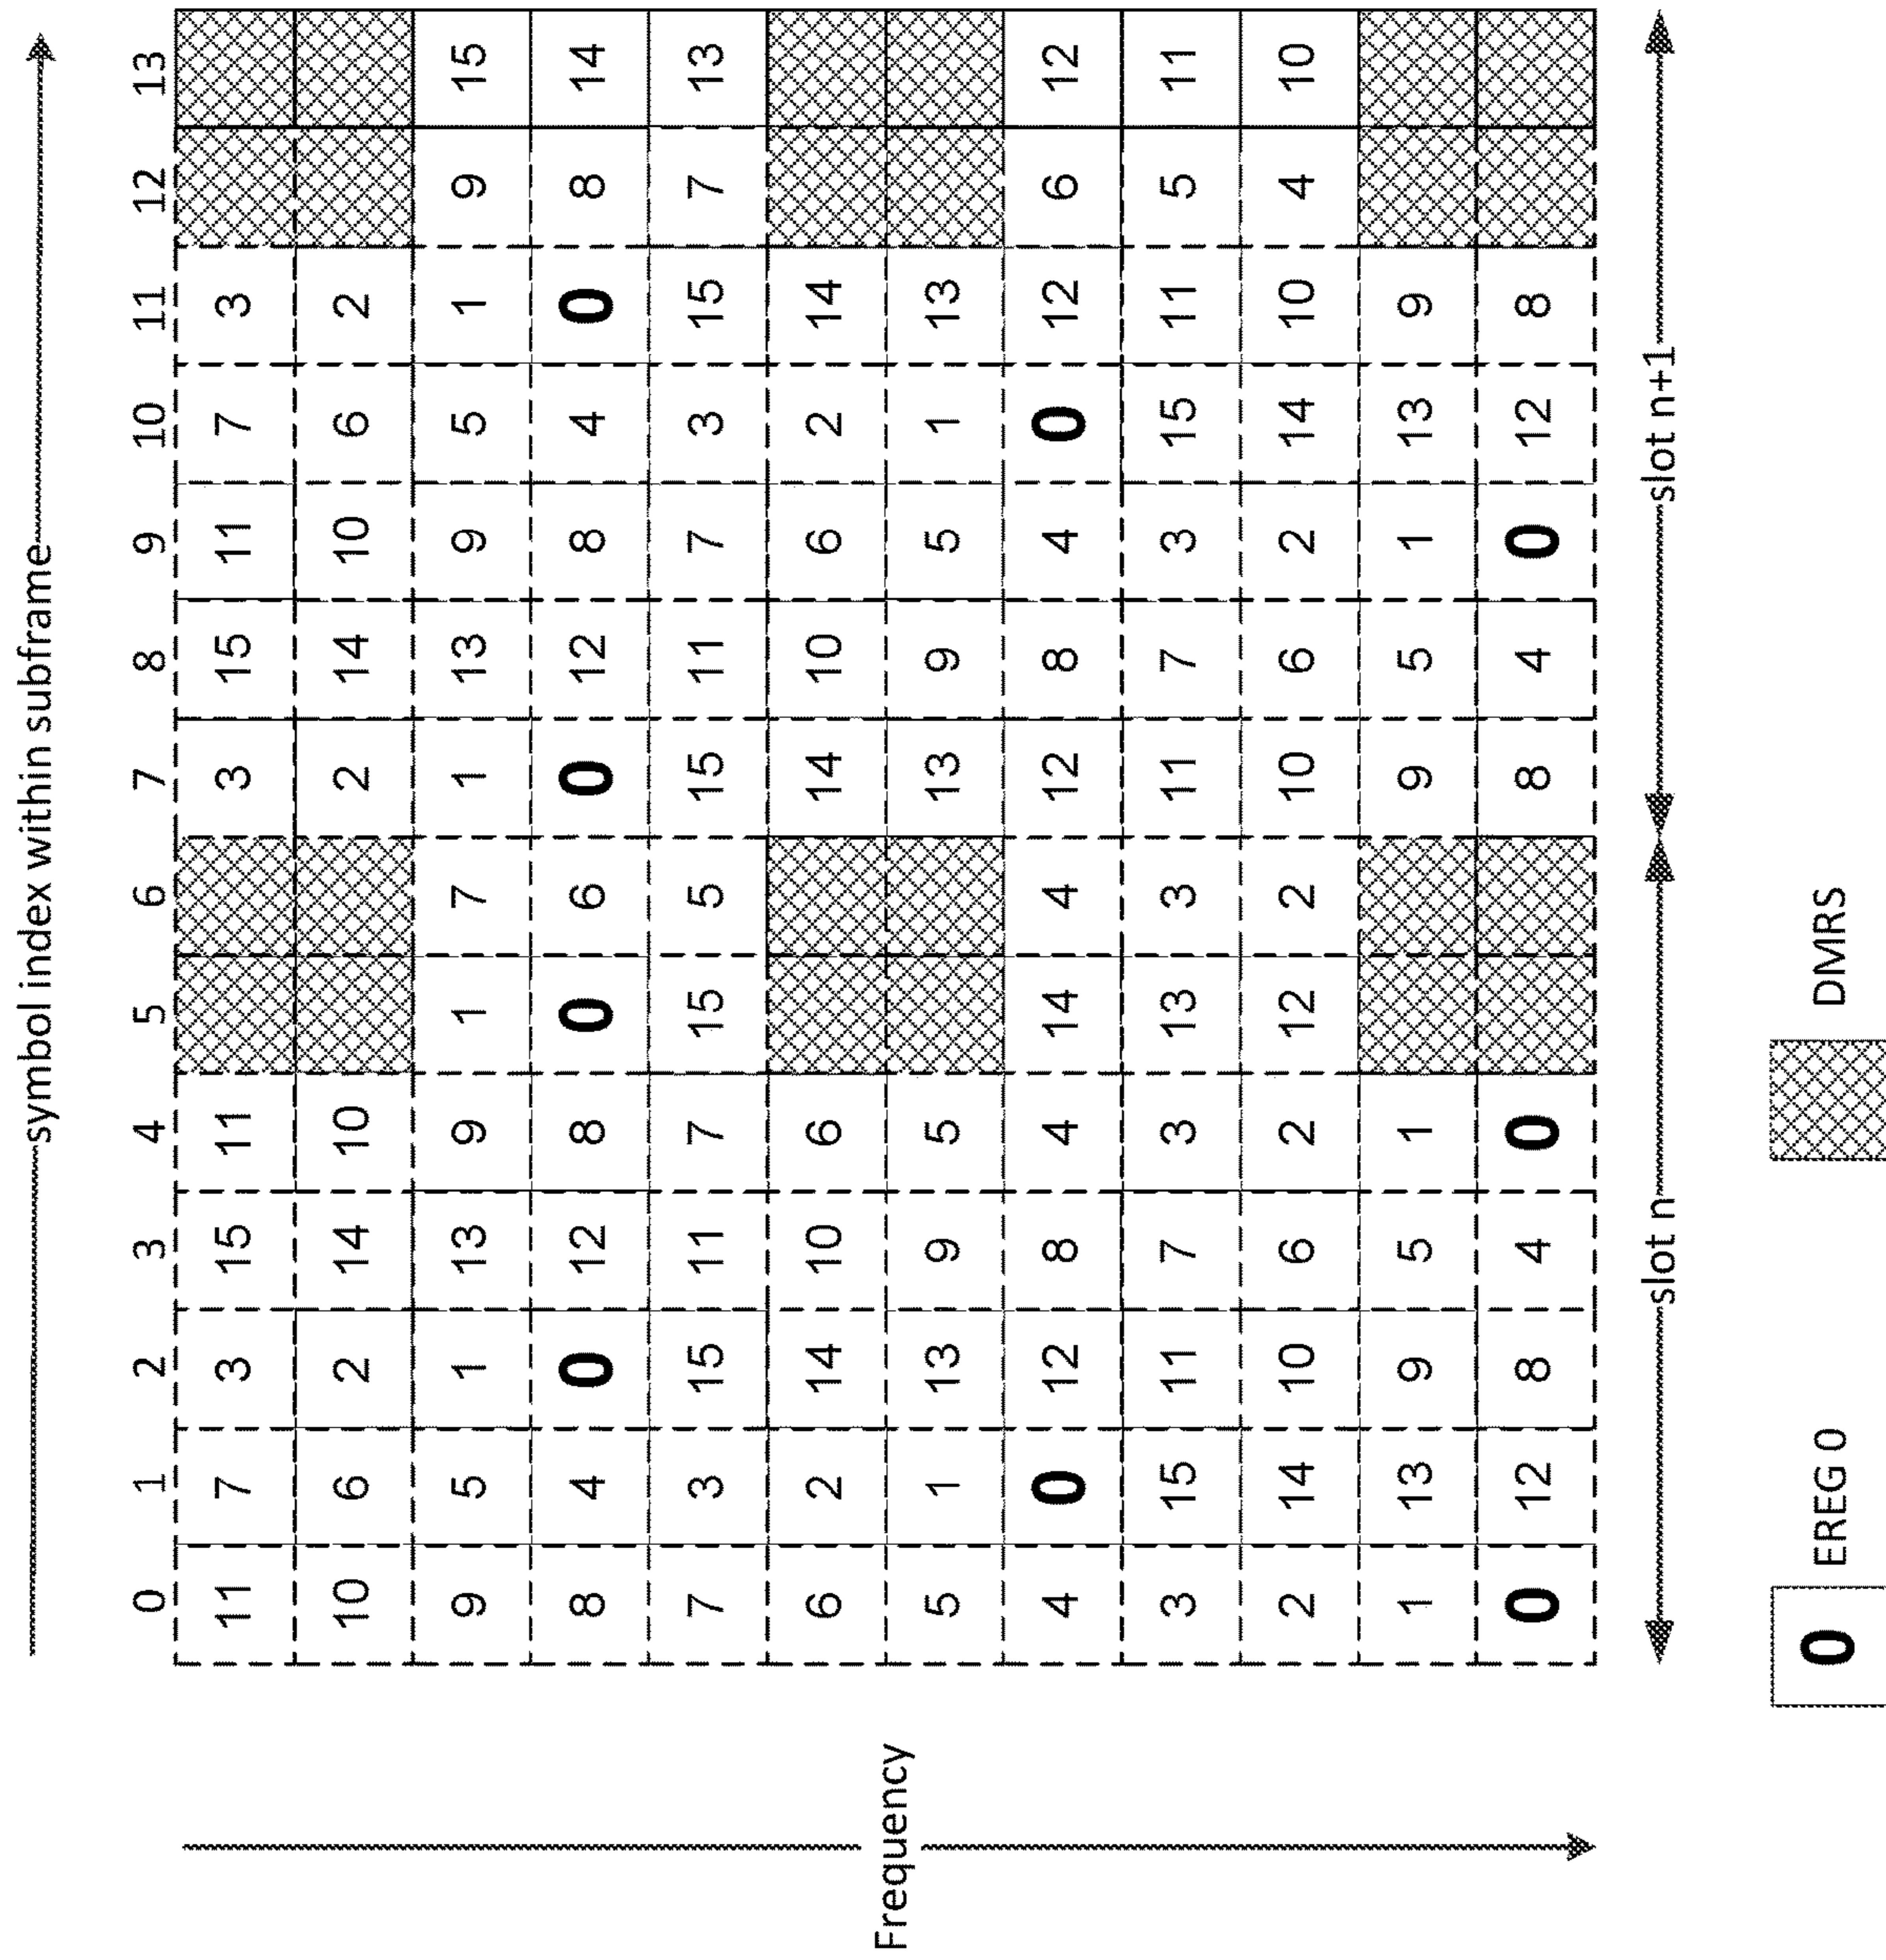 symbol index within subframe
0 1 2 3 4 5 6 7 8 9 10 11 12 13
11 7 3 15 11 3 15 11 7 3
10 6 2 14 10 2 14 10 6 2
9 5 1 13 9 1 7 1 13 9 5 1 9 15
8 4 0 12 8 0 6 0 12 8 4 0 8 14
7 3 15 11 7 15 5 15 11 7 3 15 7 13
6 2 14 10 6 14 10 6 2 14
5 1 13 9 5 13 9 5 1 13
4 0 12 8 4 14 4 12 8 4 0 12 6 12
3 15 11 7 3 13 3 11 7 3 15 11 5 11
2 14 10 6 2 12 2 10 6 2 14 10 4 10
1 13 9 5 1 9 5 1 13 9
0 12 8 4 0 8 4 0 12 8
Frequency
slot n slot n+1
0 EREG 0 DMRS